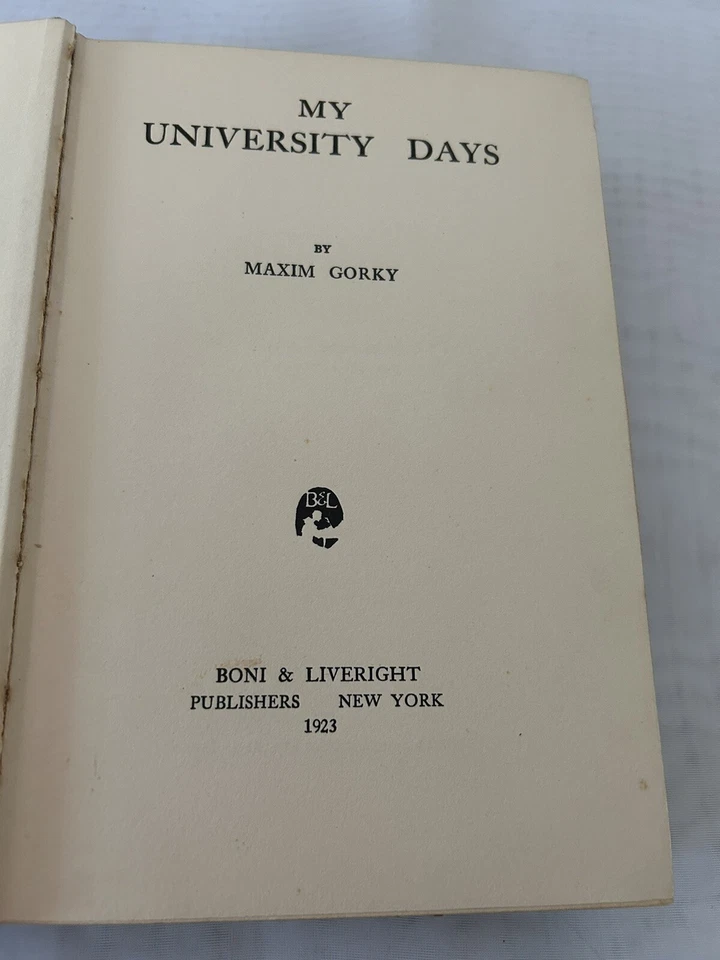 MY
UNIVERSITY DAYS
BY
MAXIM GORKY
B&L
BONI & LIVERIGHT
PUBLISHERS NEW YORK
1923